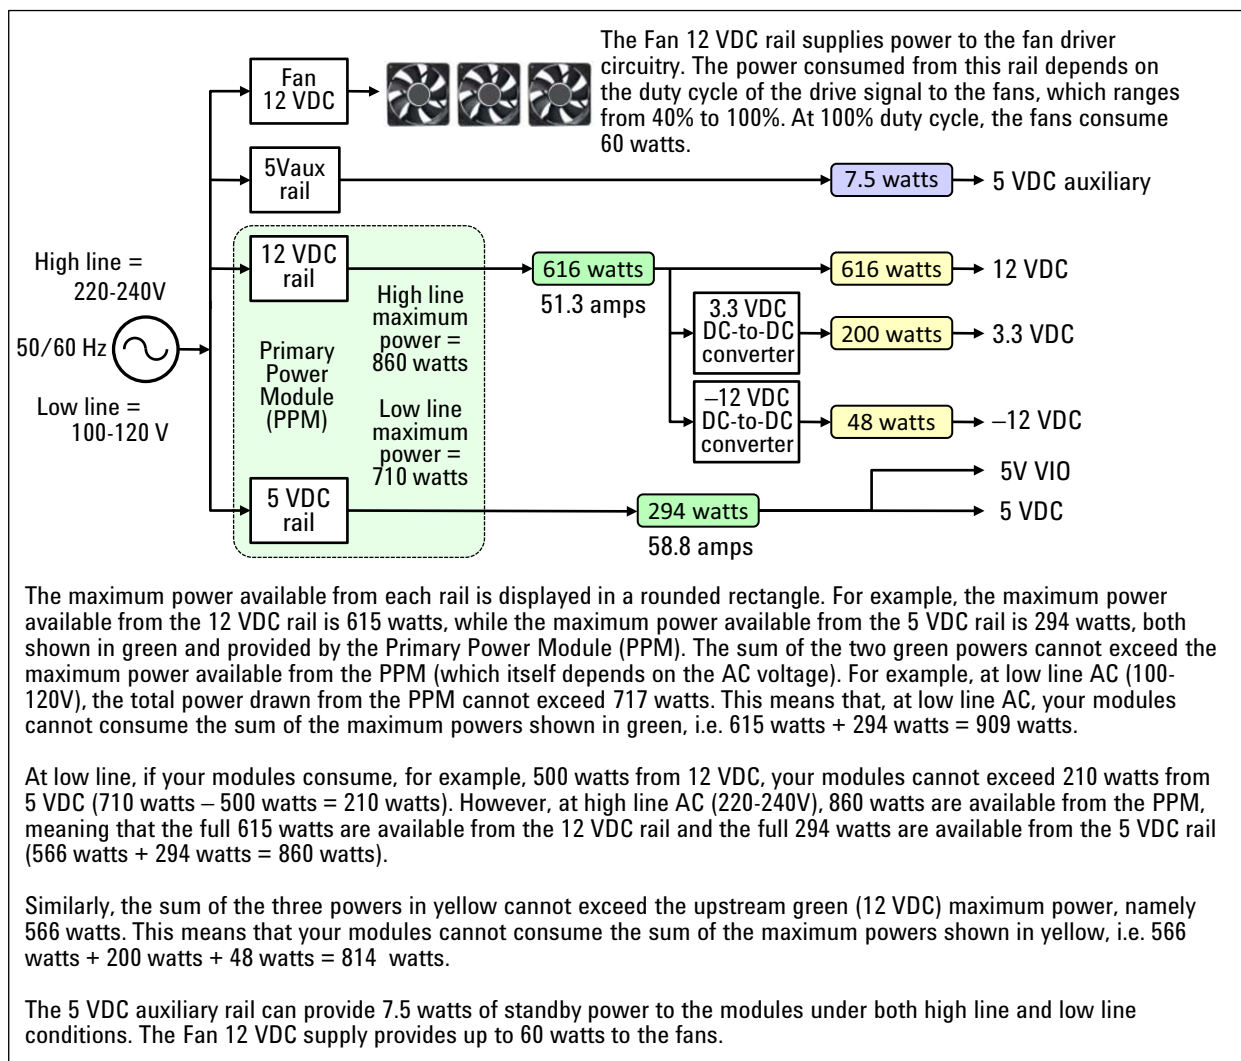 The Fan 12 VDC rail supplies power to the fan driver
circuitry. The power consumed from this rail depends on
the duty cycle of the drive signal to the fans, which ranges
from 40% to 100%. At 100% duty cycle, the fans consume
60 watts.
Fan
12 VDC
5Vaux
rail
7.5 watts
5 VDC auxiliary
High line =
220-240V
50/60 Hz
Low line =
100-120 V
12 VDC
rail
Primary
Power
Module
(PPM)
High line
maximum
power =
860 watts
Low line
maximum
power =
710 watts
5 VDC
rail
616 watts
51.3 amps
616 watts
12 VDC
3.3 VDC
DC-to-DC
converter
200 watts
3.3 VDC
–12 VDC
DC-to-DC
converter
48 watts
–12 VDC
294 watts
58.8 amps
5V VIO
5 VDC
The maximum power available from each rail is displayed in a rounded rectangle. For example, the maximum power
available from the 12 VDC rail is 615 watts, while the maximum power available from the 5 VDC rail is 294 watts, both
shown in green and provided by the Primary Power Module (PPM). The sum of the two green powers cannot exceed the
maximum power available from the PPM (which itself depends on the AC voltage). For example, at low line AC (100-
120V), the total power drawn from the PPM cannot exceed 717 watts. This means that, at low line AC, your modules
cannot consume the sum of the maximum powers shown in green, i.e. 615 watts + 294 watts = 909 watts.
At low line, if your modules consume, for example, 500 watts from 12 VDC, your modules cannot exceed 210 watts from
5 VDC (710 watts – 500 watts = 210 watts). However, at high line AC (220-240V), 860 watts are available from the PPM,
meaning that the full 615 watts are available from the 12 VDC rail and the full 294 watts are available from the 5 VDC rail
(566 watts + 294 watts = 860 watts).
Similarly, the sum of the three powers in yellow cannot exceed the upstream green (12 VDC) maximum power, namely
566 watts. This means that your modules cannot consume the sum of the maximum powers shown in yellow, i.e. 566
watts + 200 watts + 48 watts = 814 watts.
The 5 VDC auxiliary rail can provide 7.5 watts of standby power to the modules under both high line and low line
conditions. The Fan 12 VDC supply provides up to 60 watts to the fans.